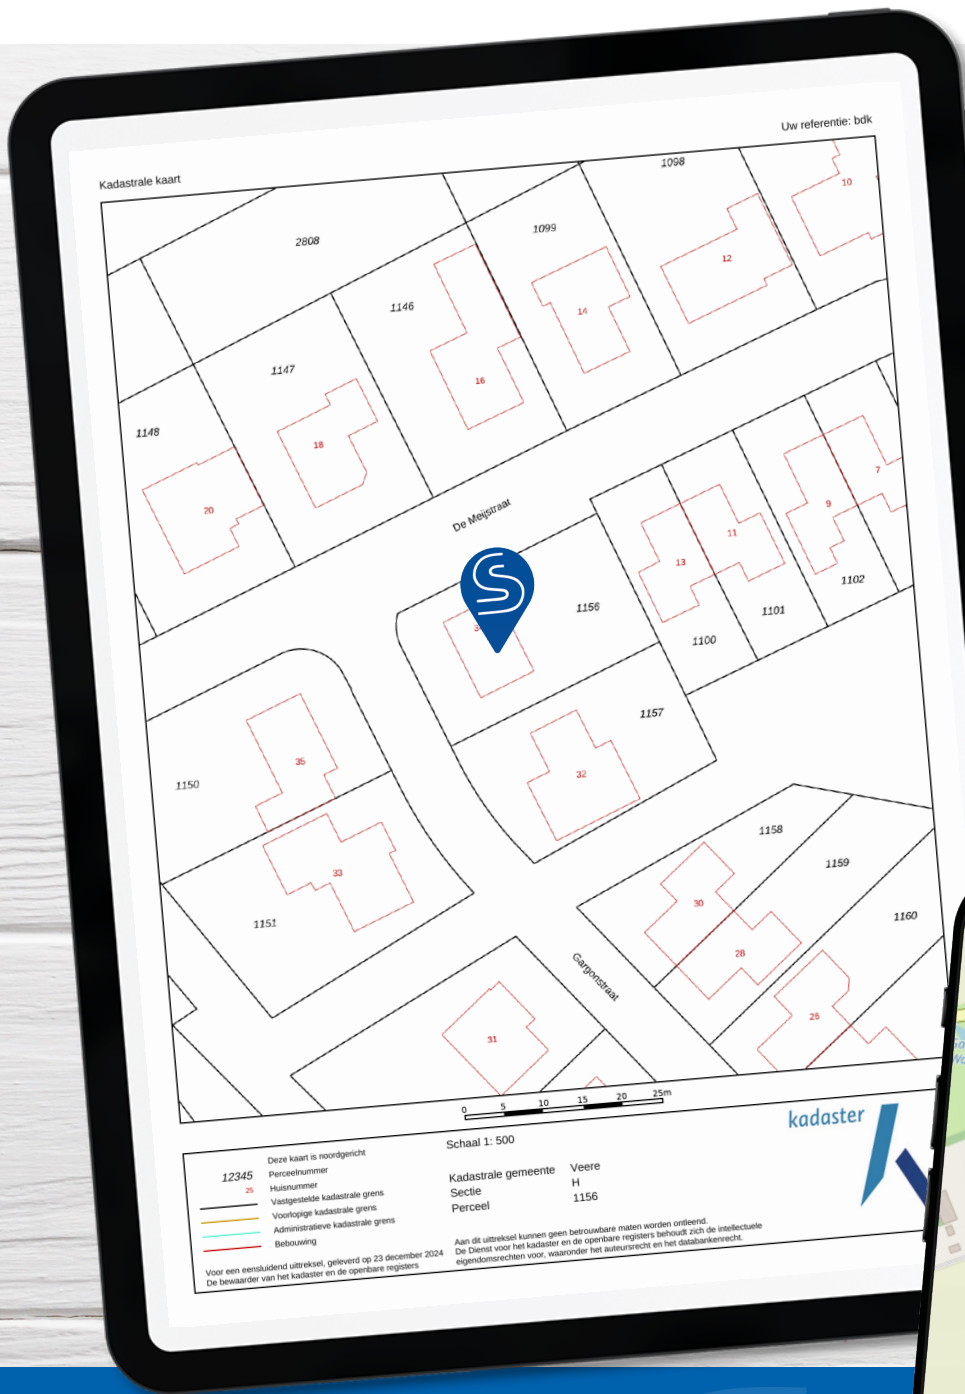 Uw referentie: bdk
Kadastrale kaart
1098
10
2808
1099
12
1146
14
1147
16
1148
18
20
7
De Meijstraat
9
11
13
1102
1156
1101
1100
1157
35
32
1150
1158
33
1159
1151
30
1160
28
Gargonstraat
26
31
0 5 10 15 20 25m
Schaal 1: 500
kadaster
Deze kaart is noordgericht
12345 Perceelnummer
25 Huisnummer
Vastgestelde kadastrale grens
Voorlopige kadastrale grens
Administratieve kadastrale grens
Bebouwing
Kadastrale gemeente Veere
Sectie H
Perceel 1156
Voor een eensluidend uittreksel, geleverd op 23 december 2024
De bewaarder van het kadaster en de openbare registers
Aan dit uittreksel kunnen geen betrouwbare maten worden ontleend.
De Dienst voor het kadaster en de openbare registers behoudt zich de intellectuele
eigendomsrechten voor, waaronder het auteursrecht en het databankenrecht.